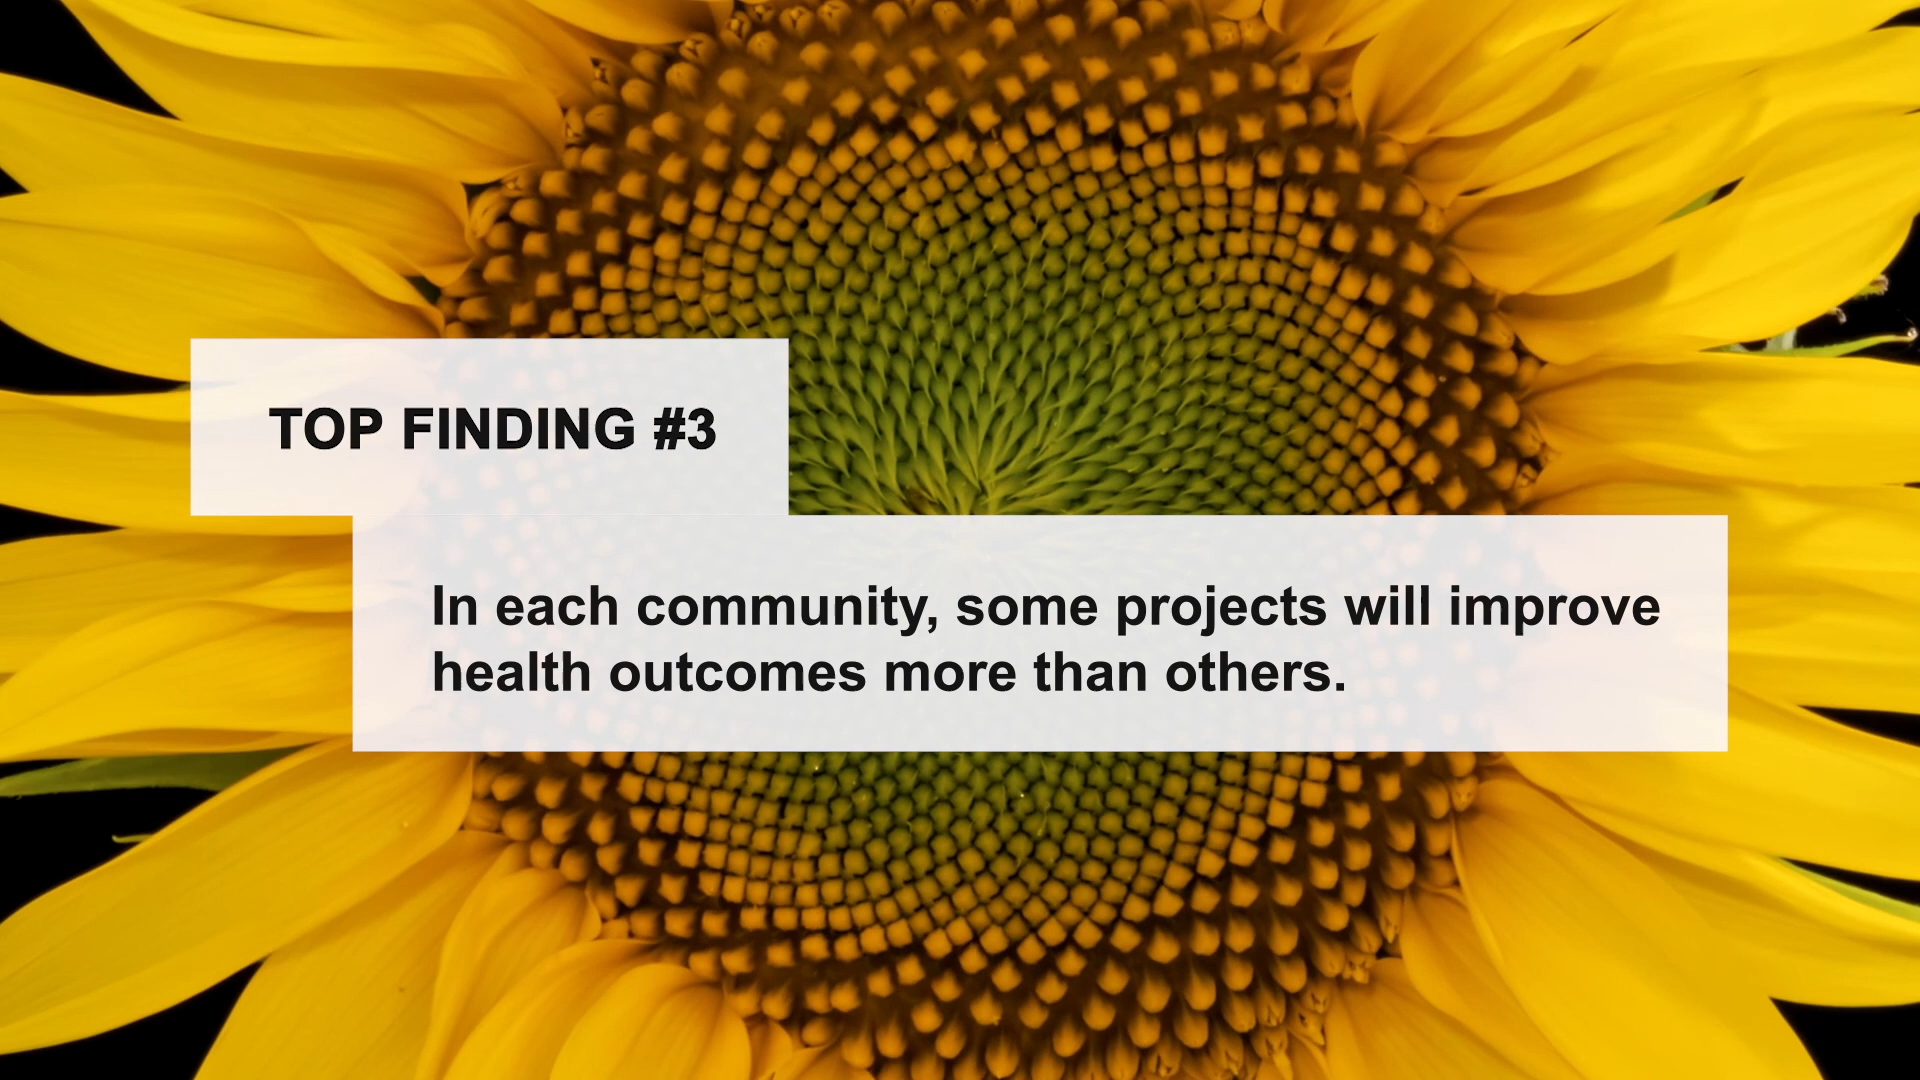 TOP FINDING #3
In each community, some projects will improve
health outcomes more than others.